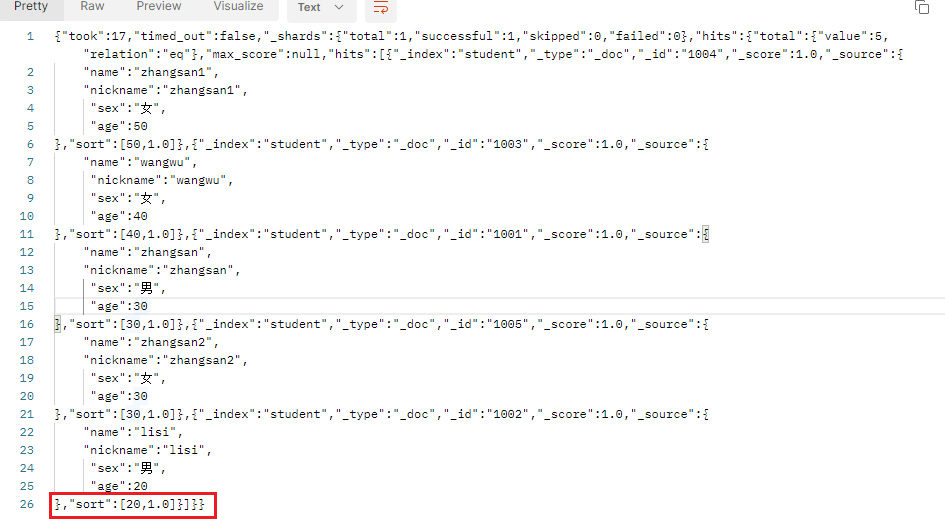 Pretty Raw Preview Visualize Text
1 {"took":17,"timed_out":false,"_shards":{"total":1,"successful":1,"skipped":0,"failed":0},"hits":{"total":{"value":5,
"relation":"eq"},"max_score":null,"hits":[{"_index":"student","_type":"_doc","_id":"1004","_score":1.0,"_source":{
2 "name":"zhangsan1",
3 "nickname":"zhangsan1",
4 "sex":"女",
5 "age":50
6 },"sort":[50,1.0]},{"_index":"student","_type":"_doc","_id":"1003","_score":1.0,"_source":{
7 "name":"wangwu",
8 "nickname":"wangwu",
9 "sex":"女",
10 "age":40
11 },"sort":[40,1.0]},{"_index":"student","_type":"_doc","_id":"1001","_score":1.0,"_source":{
12 "name":"zhangsan",
13 "nickname":"zhangsan",
14 "sex":"男",
15 "age":30
16 },"sort":[30,1.0]},{"_index":"student","_type":"_doc","_id":"1005","_score":1.0,"_source":{
17 "name":"zhangsan2",
18 "nickname":"zhangsan2",
19 "sex":"女",
20 "age":30
21 },"sort":[30,1.0]},{"_index":"student","_type":"_doc","_id":"1002","_score":1.0,"_source":{
22 "name":"lisi",
23 "nickname":"lisi",
24 "sex":"男",
25 "age":20
26 },"sort":[20,1.0]}]}}